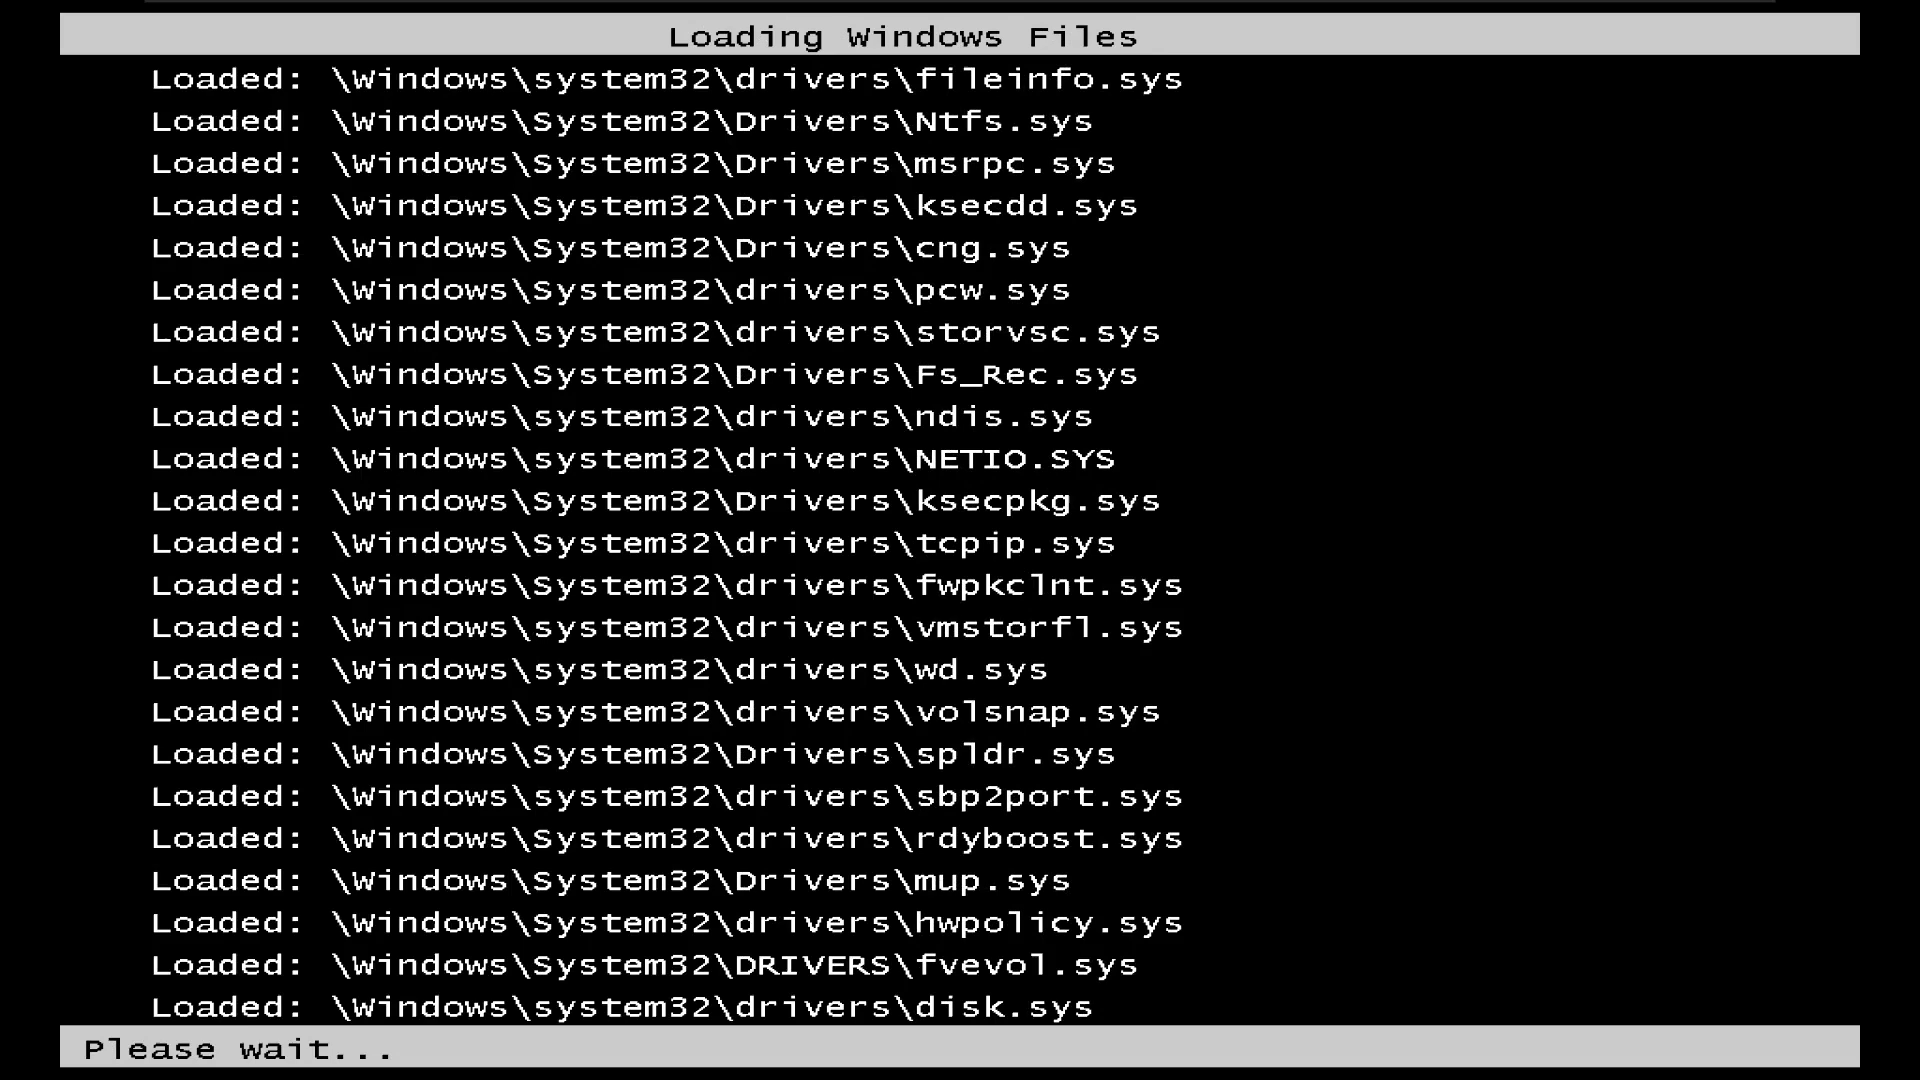 Loading Windows Files
Loaded: \Windows\system32\drivers\fileinfo.sys
Loaded: \Windows\System32\Drivers\Ntfs.sys
Loaded: \Windows\System32\Drivers\msrpc.sys
Loaded: \Windows\System32\Drivers\ksecdd.sys
Loaded: \Windows\System32\Drivers\cng.sys
Loaded: \Windows\System32\drivers\pcw.sys
Loaded: \Windows\system32\drivers\storvsc.sys
Loaded: \Windows\System32\Drivers\Fs_Rec.sys
Loaded: \Windows\system32\drivers\ndis.sys
Loaded: \Windows\system32\drivers\NETIO.SYS
Loaded: \Windows\System32\Drivers\ksecpkg.sys
Loaded: \Windows\System32\drivers\tcpip.sys
Loaded: \Windows\System32\drivers\fwpkclnt.sys
Loaded: \Windows\system32\drivers\vmstorfl.sys
Loaded: \Windows\system32\drivers\wd.sys
Loaded: \Windows\system32\drivers\volsnap.sys
Loaded: \Windows\System32\Drivers\spldr.sys
Loaded: \Windows\system32\drivers\sbp2port.sys
Loaded: \Windows\System32\drivers\rdyboost.sys
Loaded: \Windows\System32\Drivers\mup.sys
Loaded: \Windows\System32\drivers\hwpolicy.sys
Loaded: \Windows\System32\DRIVERS\fvevol.sys
Loaded: \Windows\system32\drivers\disk.sys
Please wait...